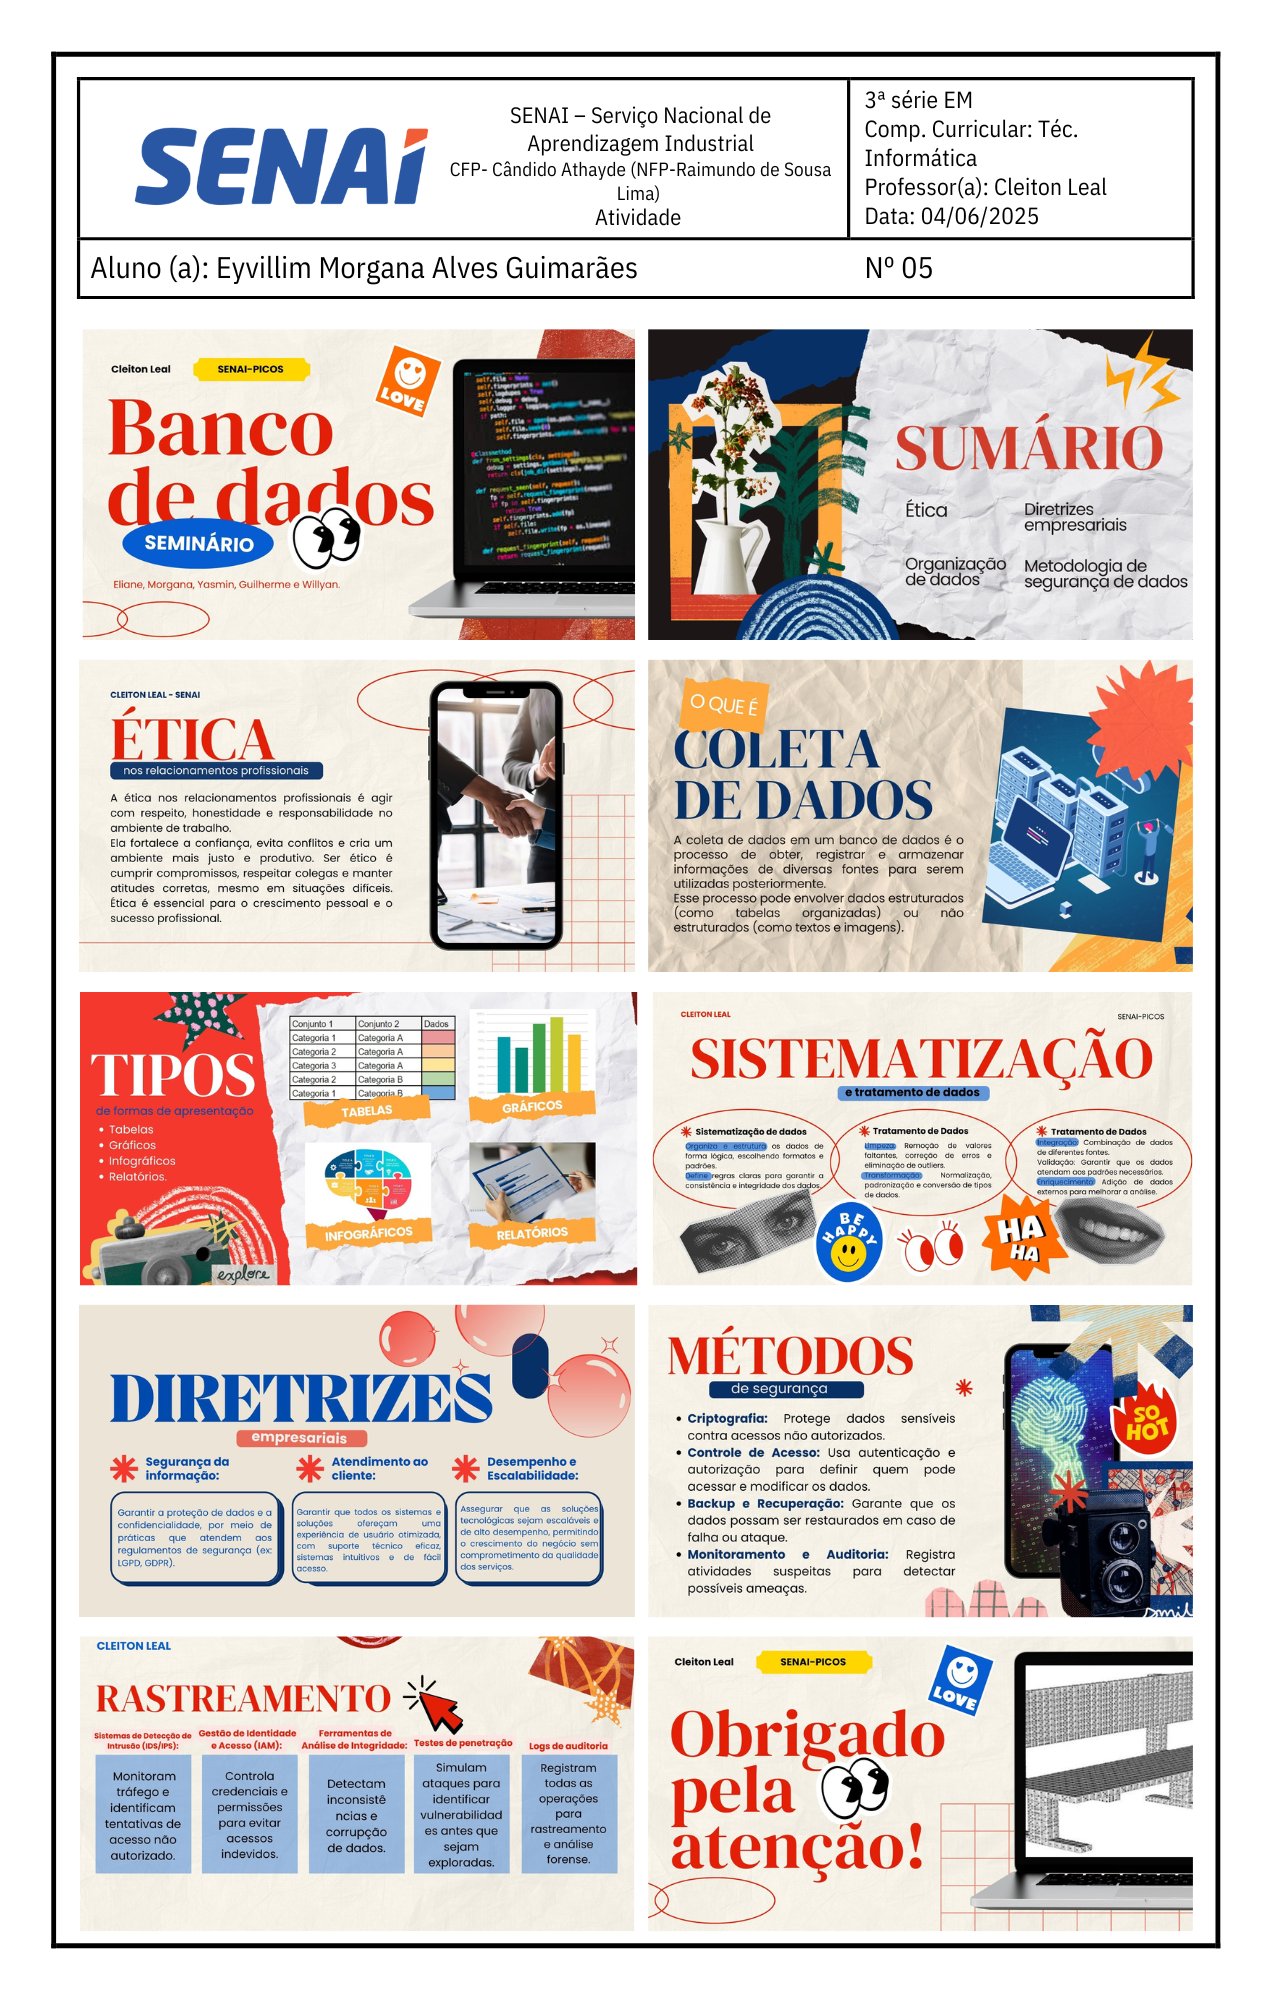 SENAI
SENAI – Serviço Nacional de
Aprendizagem Industrial
CFP- Cândido Athayde (NFP-Raimundo de Sousa
Lima)
Atividade
3ª série EM
Comp. Curricular: Téc.
Informática
Professor(a): Cleiton Leal
Data: 04/06/2025
Aluno (a): Eyvillim Morgana Alves Guimarães
Nº 05
Cleiton Leal
SENAI-PICOS
LOVE
Banco
de dados
SEMINÁRIO
Eliane, Morgana, Yasmin, Guilherme e Willyan.
SUMÁRIO
Ética
Diretrizes
empresariais
Organização
de dados
Metodologia de
segurança de dados
CLEITON LEAL - SENAI
ÉTICA
nos relacionamentos profissionais
A ética nos relacionamentos profissionais é agir
com respeito, honestidade e responsabilidade no
ambiente de trabalho.
Ela fortalece a confiança, evita conflitos e cria um
ambiente mais justo e produtivo. Ser ético é
cumprir compromissos, respeitar colegas e manter
atitudes corretas, mesmo em situações difíceis.
Ética é essencial para o crescimento pessoal e o
sucesso profissional.
O QUE É
COLETA
DE DADOS
A coleta de dados em um banco de dados é o
processo de obter, registrar e armazenar
informações de diversas fontes para serem
utilizadas posteriormente.
Esse processo pode envolver dados estruturados
(como tabelas organizadas) ou não
estruturados (como textos e imagens).
TIPOS
de formas de apresentação
• Tabelas
• Gráficos
• Infográficos
• Relatórios.
explore
Conjunto 1 Conjunto 2 Dados
Categoria 1 Categoria A
Categoria 2 Categoria A
Categoria 3 Categoria A
Categoria 2 Categoria B
Categoria 1 Categoria B
TABELAS
GRÁFICOS
INFOGRÁFICOS
RELATÓRIOS
CLEITON LEAL
SENAI-PICOS
SISTEMATIZAÇÃO
e tratamento de dados
Sistematização de dados
Organiza e estrutura os dados de
forma lógica, escolhendo formatos e
padrões.
Define regras claras para garantir a
consistência e integridade dos dados.
Tratamento de Dados
Limpeza: Remoção de valores
faltantes, correção de erros e
eliminação de outliers.
Transformação: Normalização,
padronização e conversão de tipos
de dados.
Tratamento de Dados
Integração: Combinação de dados
de diferentes fontes.
Validação: Garantir que os dados
atendam aos padrões necessários.
Enriquecimento: Adição de dados
externos para melhorar a análise.
BE
HAPPY
HA
HA
DIRETRIZES
empresariais
Segurança da
informação:
Garantir a proteção de dados e a
confidencialidade, por meio de
práticas que atendem aos
regulamentos de segurança (ex:
LGPD, GDPR).
Atendimento ao
cliente:
Garantir que todos os sistemas e
soluções ofereçam uma
experiência de usuário otimizada,
com suporte técnico eficaz,
sistemas intuitivos e de fácil
acesso.
Desempenho e
Escalabilidade:
Assegurar que as soluções
tecnológicas sejam escaláveis e
de alto desempenho, permitindo
o crescimento do negócio sem
comprometimento da qualidade
dos serviços.
MÉTODOS
de segurança
• Criptografia: Protege dados sensíveis
contra acessos não autorizados.
• Controle de Acesso: Usa autenticação e
autorização para definir quem pode
acessar e modificar os dados.
• Backup e Recuperação: Garante que os
dados possam ser restaurados em caso de
falha ou ataque.
• Monitoramento e Auditoria: Registra
atividades suspeitas para detectar
possíveis ameaças.
SO
HOT
CLEITON LEAL
RASTREAMENTO
Sistemas de Detecção de
Intrusão (IDS/IPS):
Monitoram
tráfego e
identificam
tentativas de
acesso não
autorizado.
Gestão de Identidade
e Acesso (IAM):
Controla
credenciais e
permissões
para evitar
acessos
indevidos.
Ferramentas de
Análise de Integridade:
Detectam
inconsistê
ncias e
corrupção
de dados.
Testes de penetração
Simulam
ataques para
identificar
vulnerabilidad
es antes que
sejam
exploradas.
Logs de auditoria
Registram
todas as
operações
para
rastreamento
e análise
forense.
Cleiton Leal
SENAI-PICOS
LOVE
Obrigado
pela
atenção!